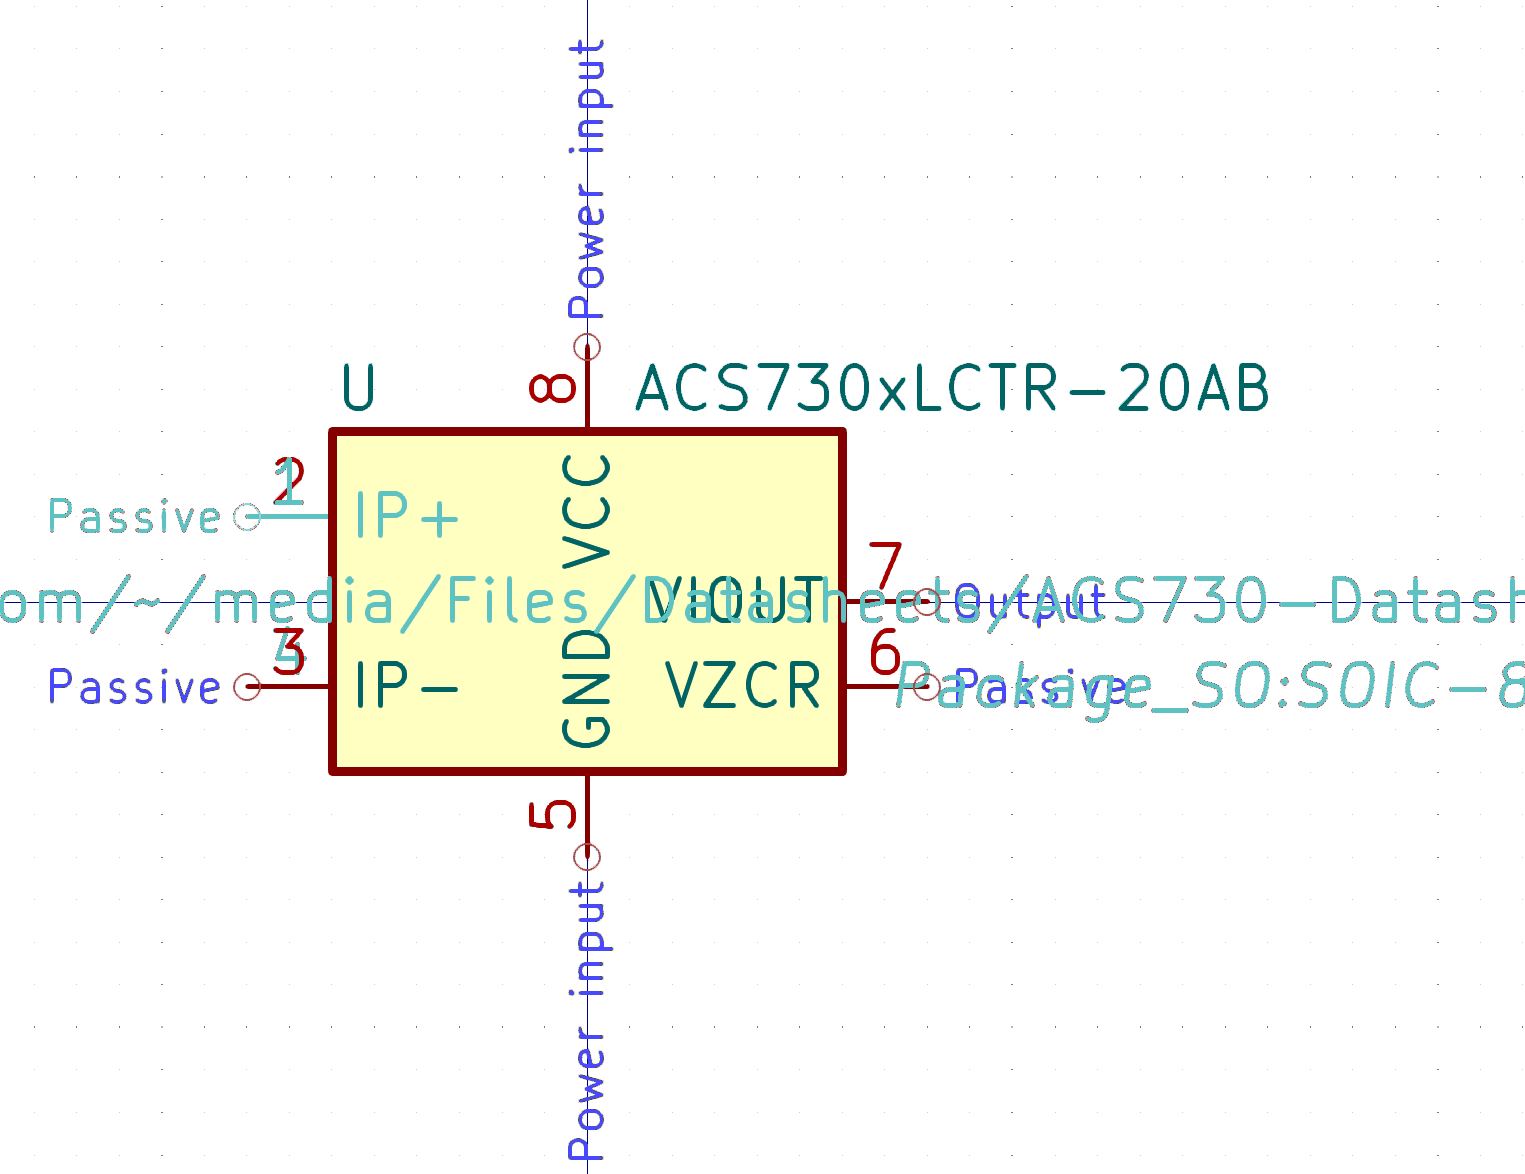 Power input
U
8
ACS730xLCTR-20AB
2
1
Passive
IP+
VCC
7
om/~/media/Files/Datasheets/ACS730-Datash
VIOUT
Output
3
4
Passive
IP-
GND
VZCR
6
Passive
Package_SO:SOIC-8
5
Power input